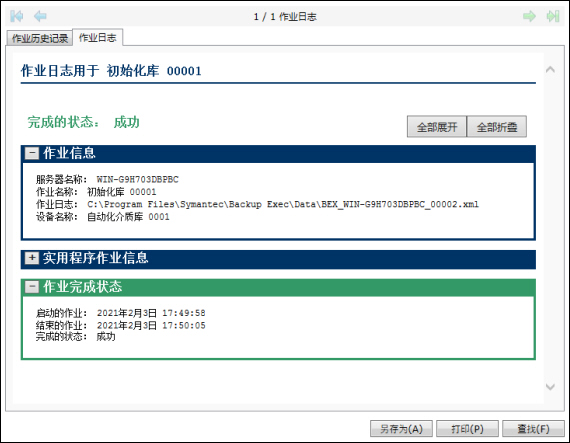 1 / 1 作业日志
作业历史记录 作业日志
作业日志用于 初始化库 00001
完成的状态： 成功
全部展开 全部折叠
作业信息
服务器名称： WIN-G9H703DBPBC
作业名称： 初始化库 00001
作业日志： C:\Program Files\Symantec\Backup Exec\Data\BEX_WIN-G9H703DBPBC_00002.xml
设备名称： 自动化介质库 0001
实用程序作业信息
作业完成状态
启动的作业： 2021年2月3日 17:49:58
结束的作业： 2021年2月3日 17:50:05
完成的状态： 成功
另存为(A) 打印(P) 查找(F)